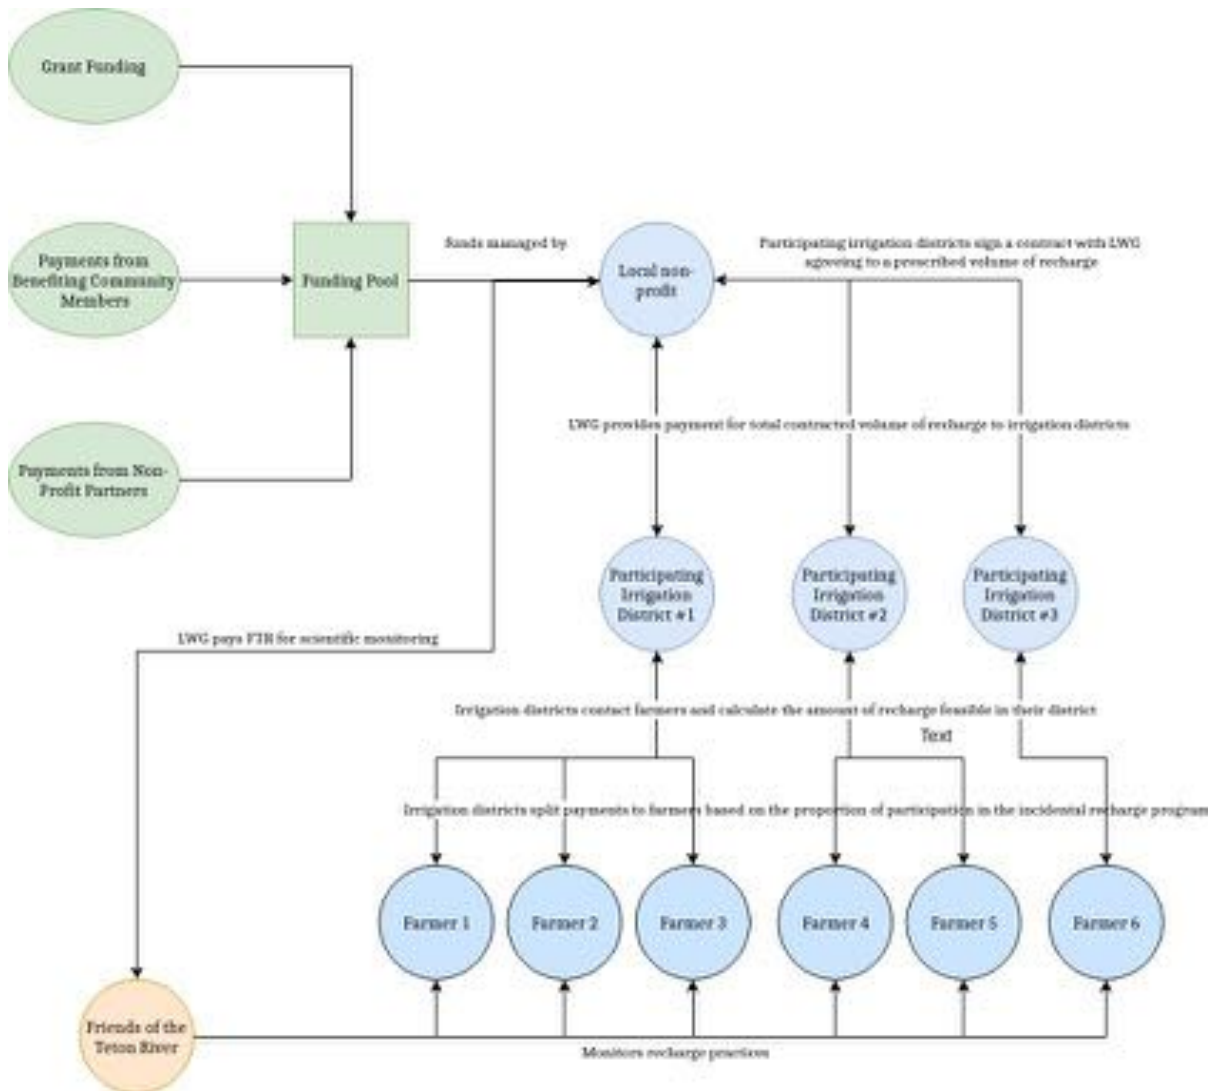 Grant Funding
Payments from
Benefiting Community
Members
Funding Pool
funds managed by
Local non-
profit
Participating irrigation districts sign a contract with LWG
agreeing to a prescribed volume of recharge
Payments from Non-
Profit Partners
LWG provides payment for total contracted volume of recharge to irrigation districts
Participating
Irrigation
District #1
Participating
Irrigation
District #2
Participating
Irrigation
District #3
LWG pays FTR for scientific monitoring
Irrigation districts contact farmers and calculate the amount of recharge feasible in their district
Text
Irrigation districts split payments to farmers based on the proportion of participation in the incidental recharge program
Farmer 1
Farmer 2
Farmer 3
Farmer 4
Farmer 5
Farmer 6
Friends of the
Teton River
Monitors recharge practices